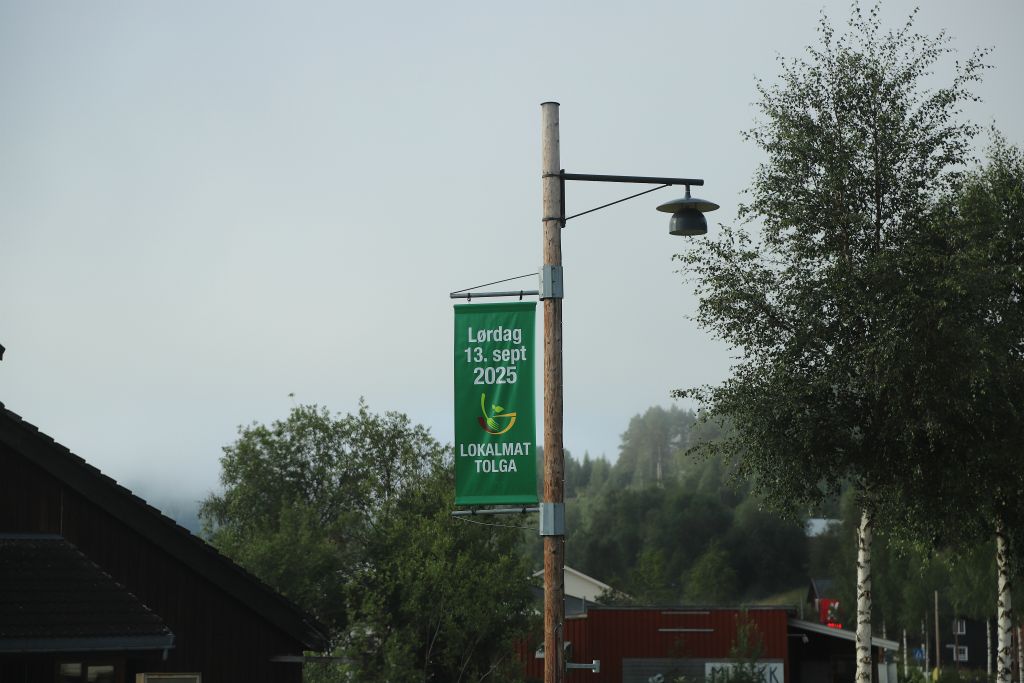 Lørdag
13. sept
2025
LOKALMAT
TOLGA